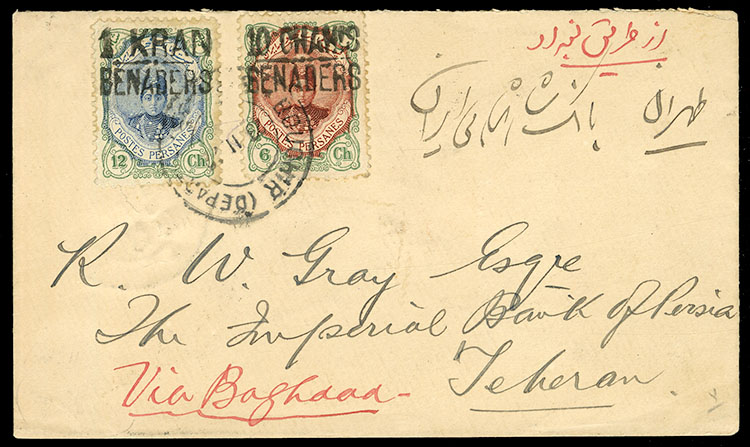 1 KRAN
BENADERS
POSTES PERSANES
12 Ch
10 CHAHIS
BENADERS
POSTES PERSANES
6 Ch
(DEPART
از طریق بغداد
طهران
بانک شاهنشاهی ایران
R. W. Gray Esqre
The Imperial Bank of Persia
Teheran.
Via Baghdad